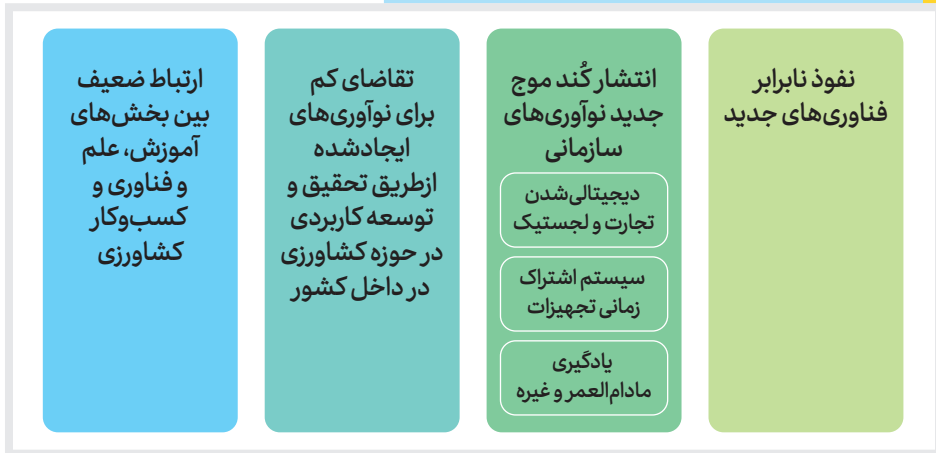 نفوذ نابرابر
فناوری‌های جدید
انتشار کُند موج
جدید نوآوری‌های
سازمانی
دیجیتالی‌شدن
تجارت و لجستیک
سیستم اشتراک
زمانی تجهیزات
یادگیری
مادام‌العمر و غیره
تقاضای کم
برای نوآوری‌های
ایجادشده
ازطریق تحقیق و
توسعه کاربردی
در حوزه کشاورزی
در داخل کشور
ارتباط ضعیف
بین بخش‌های
آموزش، علم
و فناوری و
کسب‌وکار
کشاورزی